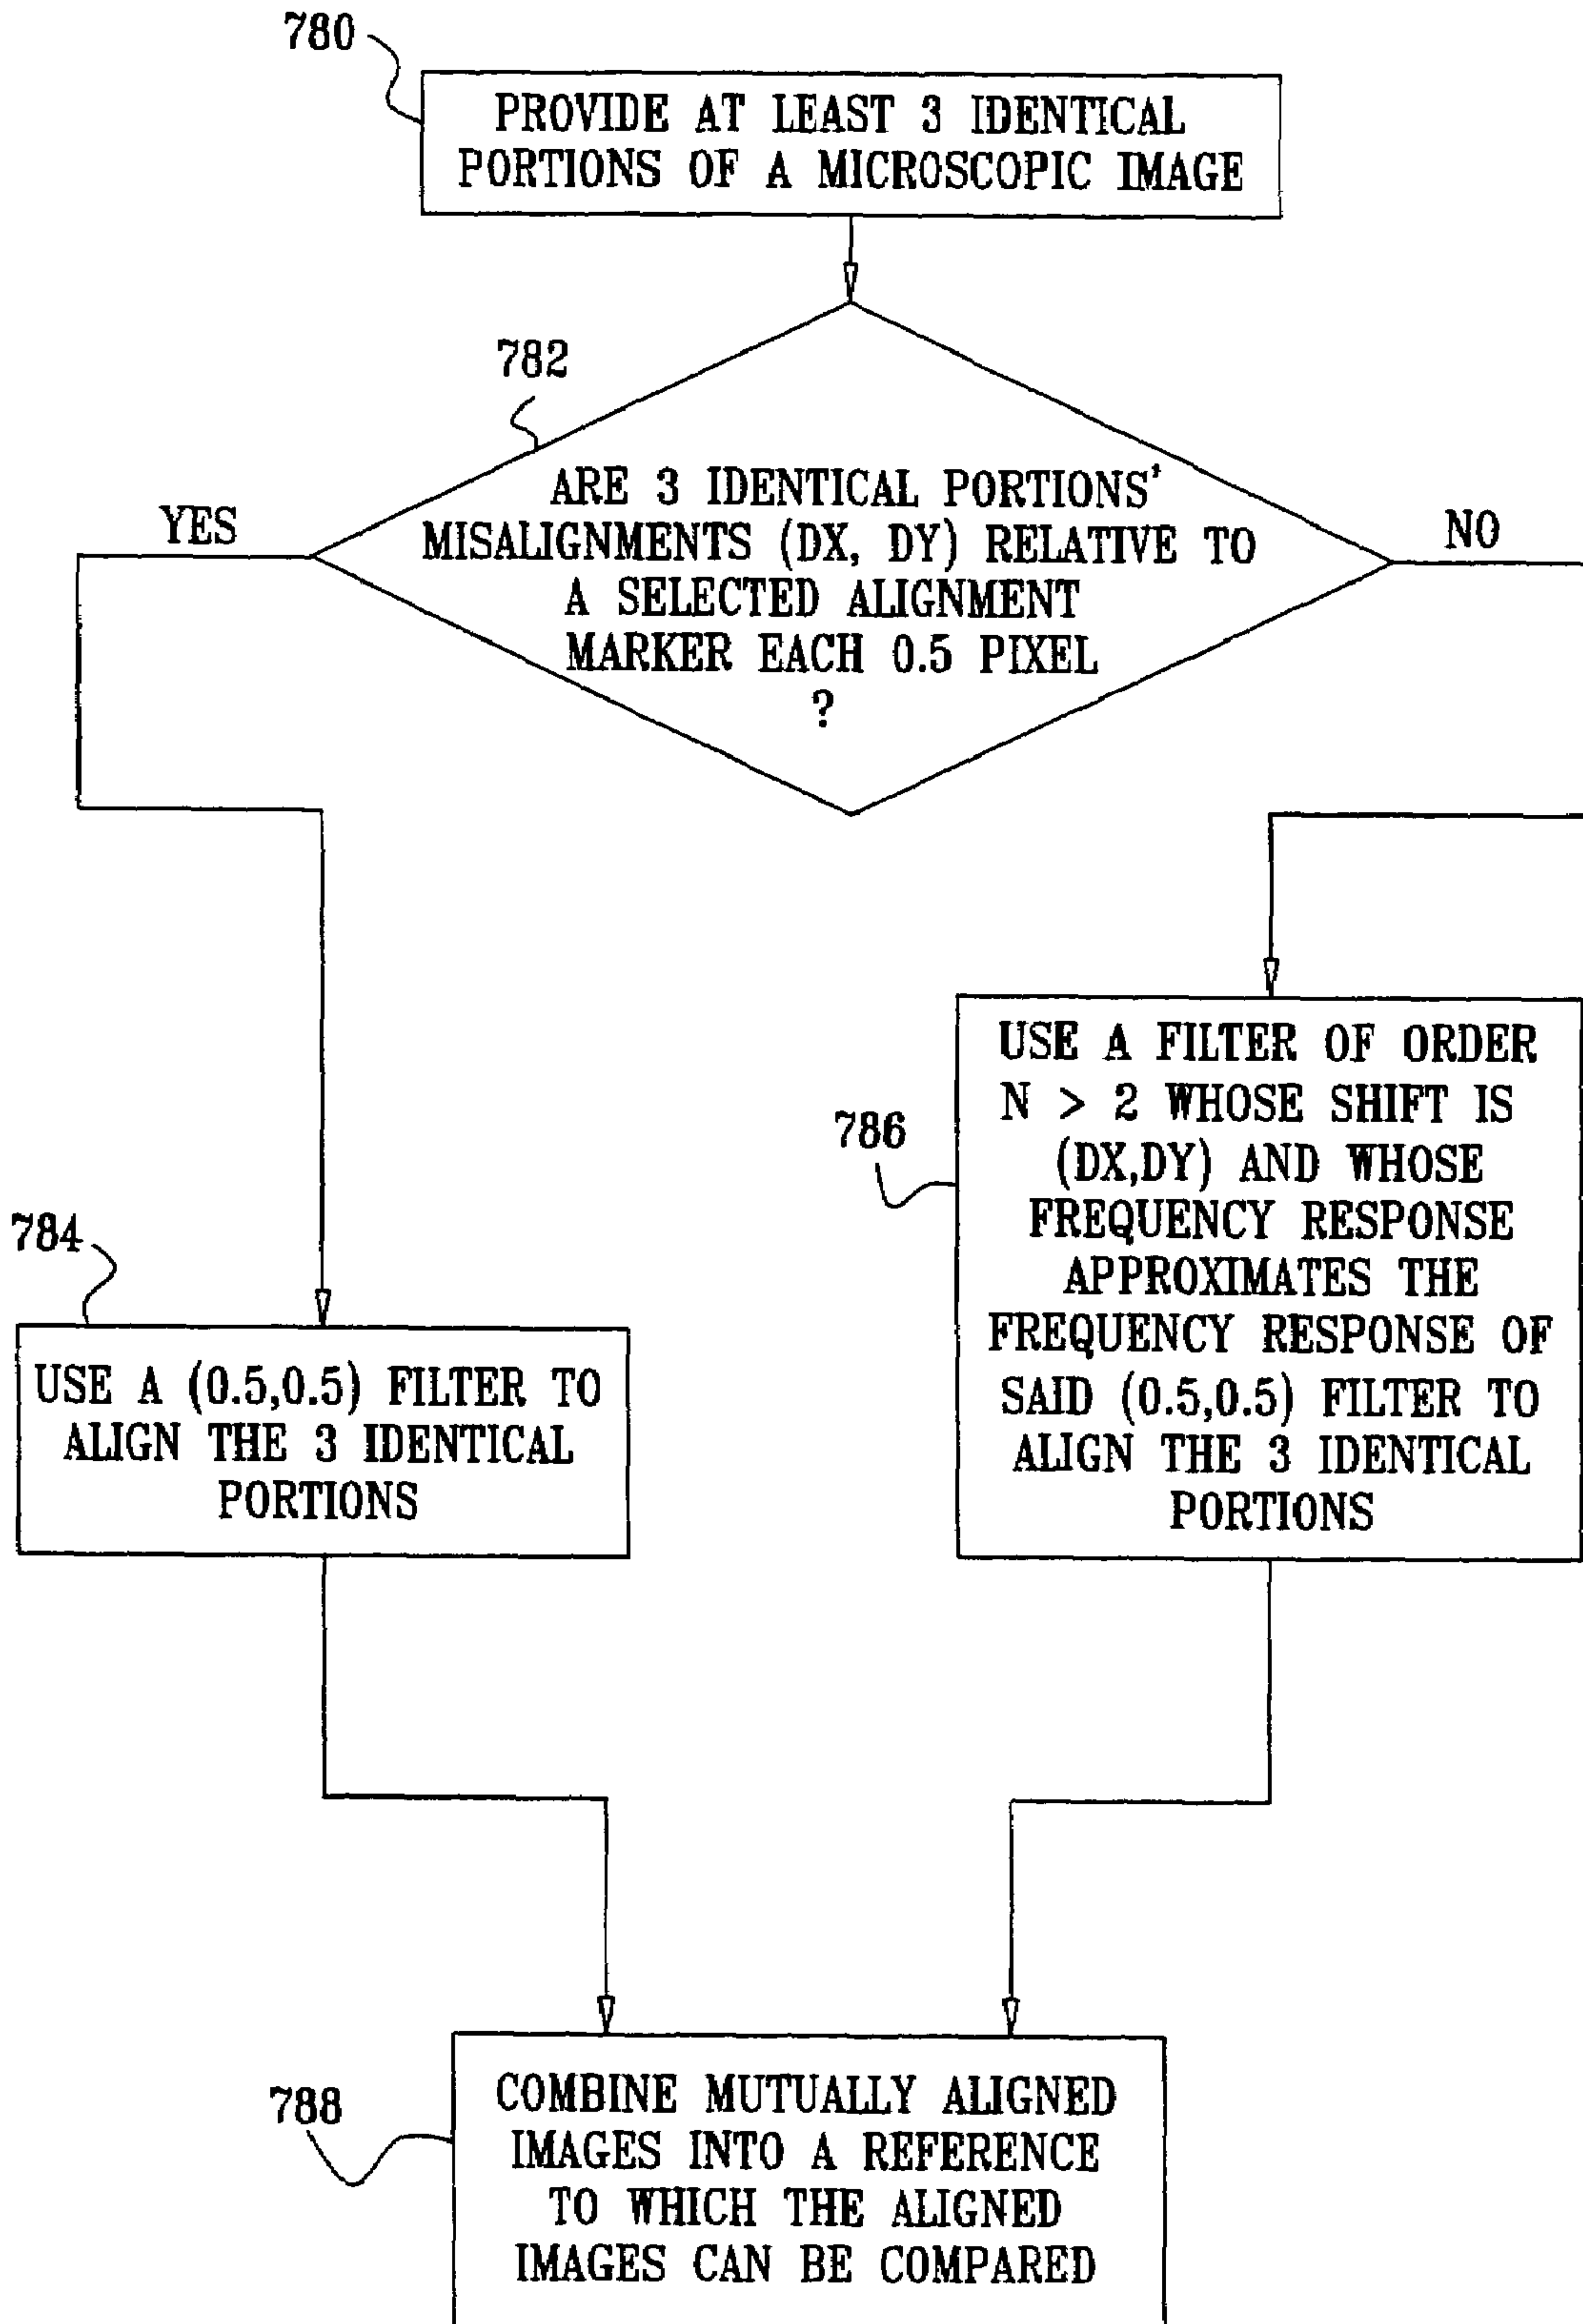 780
PROVIDE AT LEAST 3 IDENTICAL
PORTIONS OF A MICROSCOPIC IMAGE
782
ARE 3 IDENTICAL PORTIONS'
MISALIGNMENTS (DX, DY) RELATIVE TO
A SELECTED ALIGNMENT
MARKER EACH 0.5 PIXEL
?
YES
NO
784
USE A (0.5,0.5) FILTER TO
ALIGN THE 3 IDENTICAL
PORTIONS
786
USE A FILTER OF ORDER
N > 2 WHOSE SHIFT IS
(DX,DY) AND WHOSE
FREQUENCY RESPONSE
APPROXIMATES THE
FREQUENCY RESPONSE OF
SAID (0.5,0.5) FILTER TO
ALIGN THE 3 IDENTICAL
PORTIONS
788
COMBINE MUTUALLY ALIGNED
IMAGES INTO A REFERENCE
TO WHICH THE ALIGNED
IMAGES CAN BE COMPARED